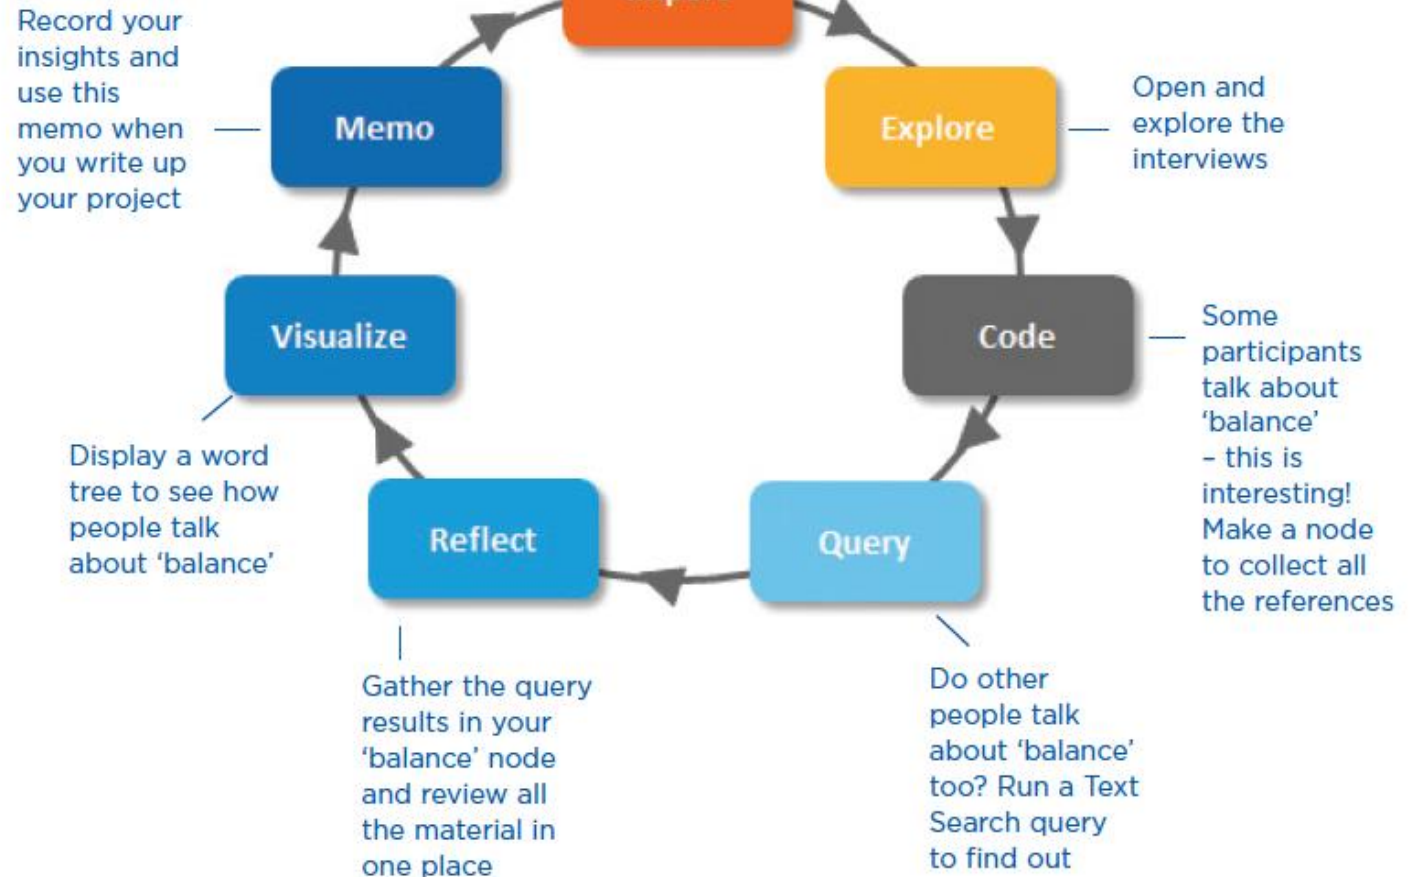 Record your
insights and
use this
memo when
you write up
your project
Memo
Explore
Open and
explore the
interviews
Visualize
Code
Some
participants
talk about
‘balance’
– this is
interesting!
Make a node
to collect all
the references
Display a word
tree to see how
people talk
about ‘balance’
Reflect
Query
Gather the query
results in your
‘balance’ node
and review all
the material in
one place
Do other
people talk
about ‘balance’
too? Run a Text
Search query
to find out